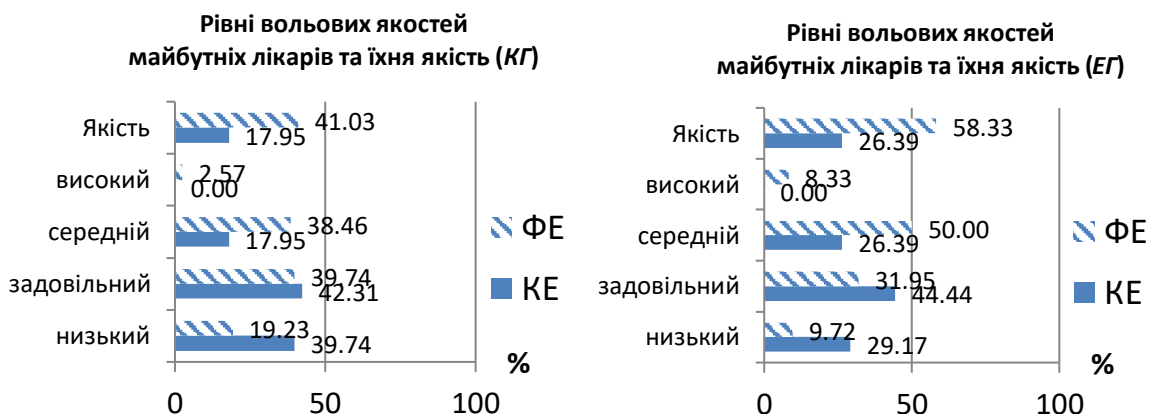 Рівні вольових якостей
майбутніх лікарів та їхня якість (КГ)
Якість
41.03
17.95
високий
2.57
0.00
середній
38.46
17.95
задовільний
39.74
42.31
низький
19.23
39.74
ФЕ
КЕ
%
0 50 100
Рівні вольових якостей
майбутніх лікарів та їхня якість (ЕГ)
Якість
58.33
26.39
високий
8.33
0.00
середній
50.00
26.39
задовільний
31.95
44.44
низький
9.72
29.17
ФЕ
КЕ
%
0 50 100